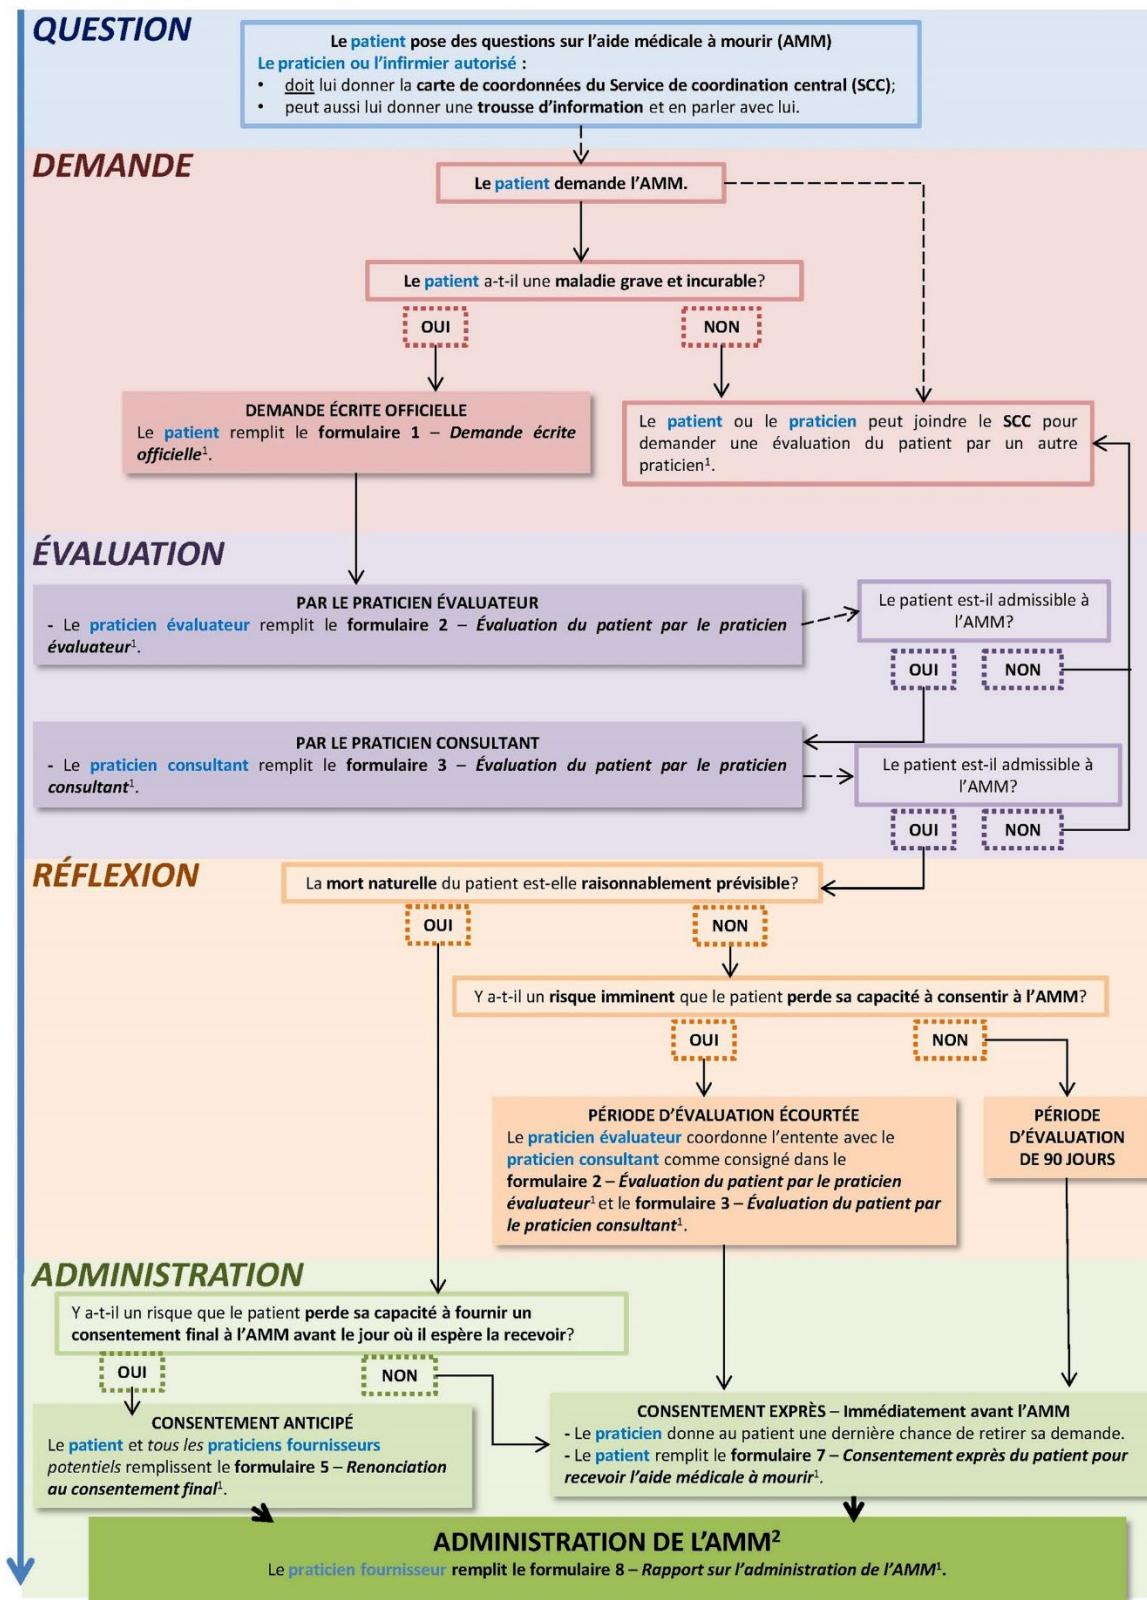 QUESTION
Le patient pose des questions sur l’aide médicale à mourir (AMM)
Le praticien ou l’infirmier autorisé :
• doit lui donner la carte de coordonnées du Service de coordination central (SCC);
• peut aussi lui donner une trousse d’information et en parler avec lui.
DEMANDE
Le patient demande l’AMM.
Le patient a-t-il une maladie grave et incurable?
OUI
NON
DEMANDE ÉCRITE OFFICIELLE
Le patient remplit le formulaire 1 – Demande écrite
officielle¹.
Le patient ou le praticien peut joindre le SCC pour
demander une évaluation du patient par un autre
praticien¹.
ÉVALUATION
PAR LE PRATICIEN ÉVALUATEUR
- Le praticien évaluateur remplit le formulaire 2 – Évaluation du patient par le praticien
évaluateur¹.
Le patient est-il admissible à
l’AMM?
OUI
NON
PAR LE PRATICIEN CONSULTANT
- Le praticien consultant remplit le formulaire 3 – Évaluation du patient par le praticien
consultant¹.
Le patient est-il admissible à
l’AMM?
OUI
NON
RÉFLEXION
La mort naturelle du patient est-elle raisonnablement prévisible?
OUI
NON
Y a-t-il un risque imminent que le patient perde sa capacité à consentir à l’AMM?
OUI
NON
PÉRIODE D’ÉVALUATION ÉCOURTÉE
Le praticien évaluateur coordonne l’entente avec le
praticien consultant comme consigné dans le
formulaire 2 – Évaluation du patient par le praticien
évaluateur¹ et le formulaire 3 – Évaluation du patient par
le praticien consultant¹.
PÉRIODE
D’ÉVALUATION
DE 90 JOURS
ADMINISTRATION
Y a-t-il un risque que le patient perde sa capacité à fournir un
consentement final à l’AMM avant le jour où il espère la recevoir?
OUI
NON
CONSENTEMENT ANTICIPÉ
Le patient et tous les praticiens fournisseurs
potentiels remplissent le formulaire 5 – Renonciation
au consentement final¹.
CONSENTEMENT EXPRÈS – Immédiatement avant l’AMM
- Le praticien donne au patient une dernière chance de retirer sa demande.
- Le patient remplit le formulaire 7 – Consentement exprès du patient pour
recevoir l’aide médicale à mourir¹.
ADMINISTRATION DE L’AMM²
Le praticien fournisseur remplit le formulaire 8 – Rapport sur l’administration de l’AMM¹.